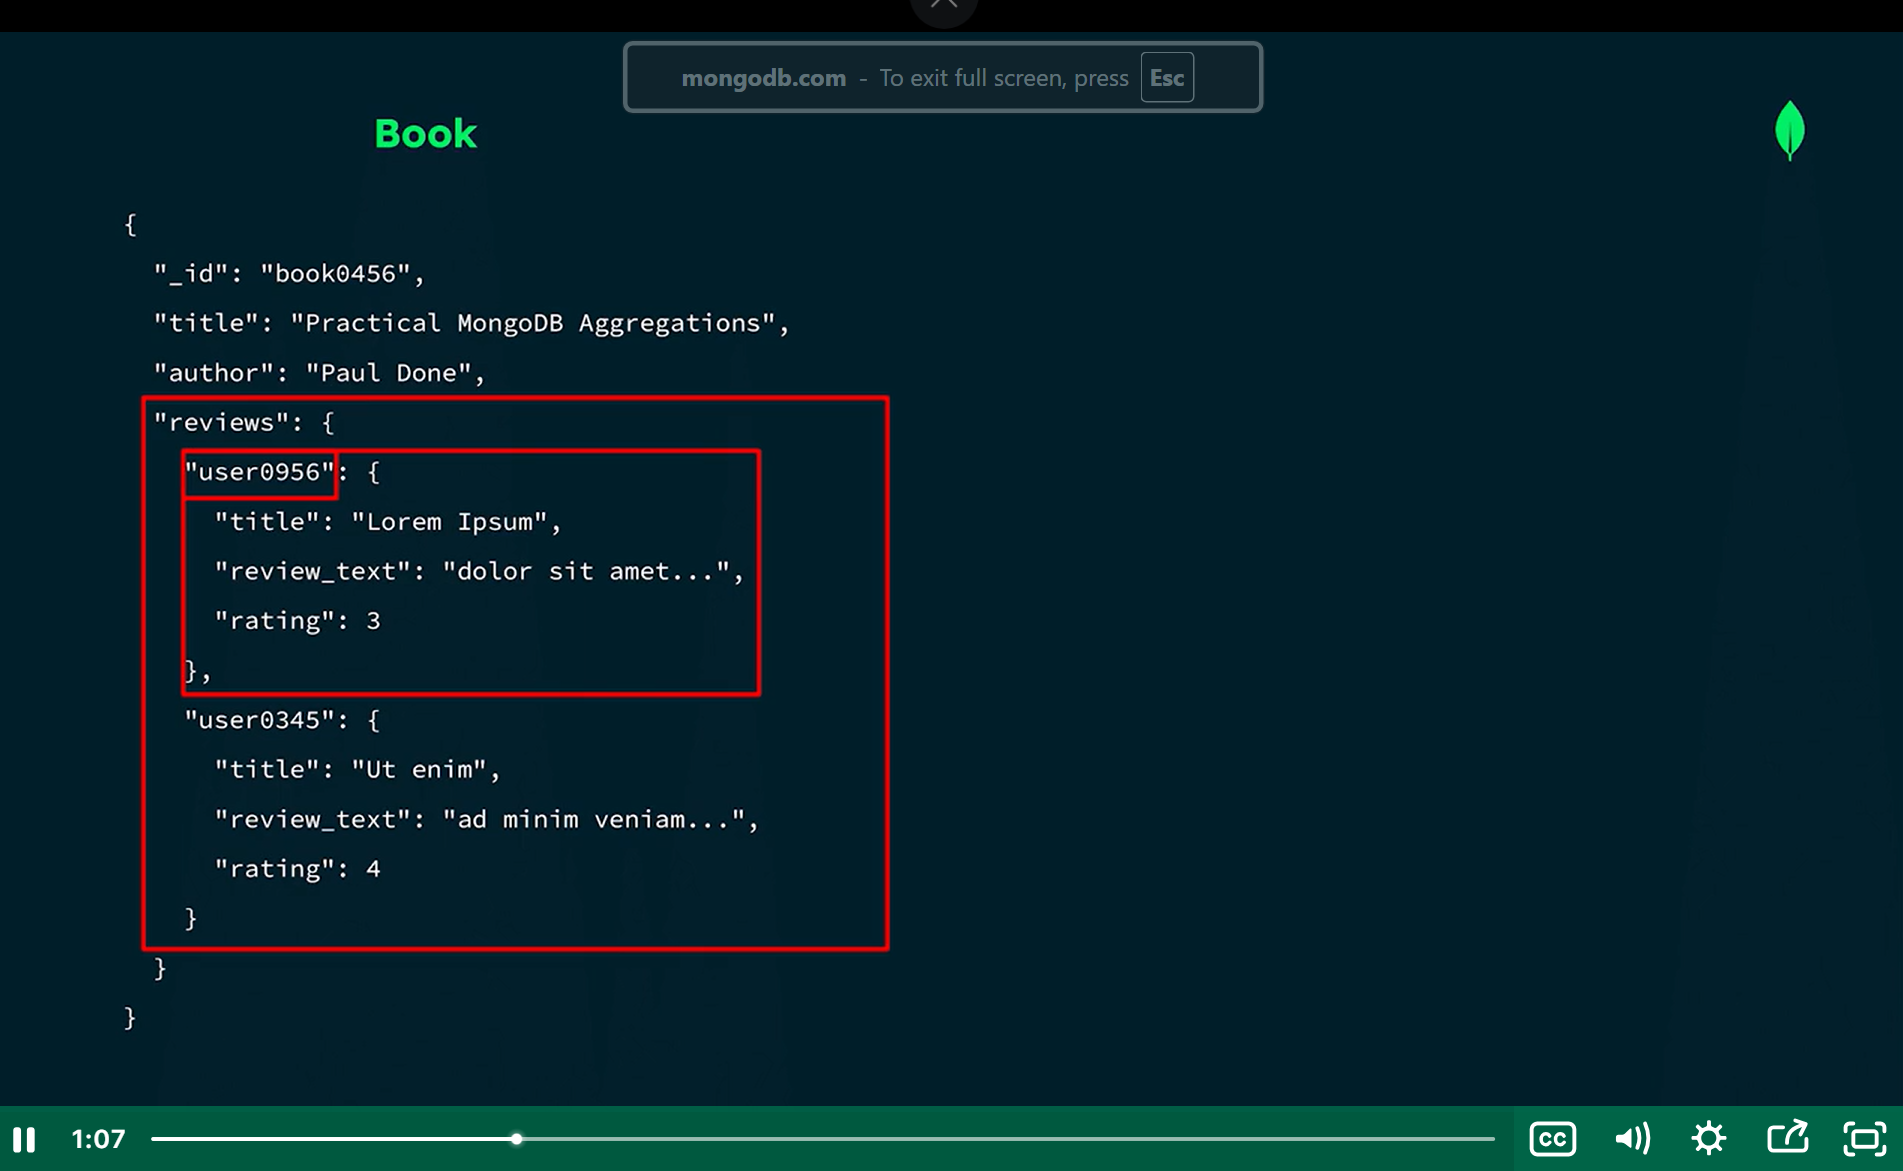 mongodb.com - To exit full screen, press Esc
Book
{
"_id": "book0456",
"title": "Practical MongoDB Aggregations",
"author": "Paul Done",
"reviews": {
"user0956": {
"title": "Lorem Ipsum",
"review_text": "dolor sit amet...",
"rating": 3
},
"user0345": {
"title": "Ut enim",
"review_text": "ad minim veniam...",
"rating": 4
}
}
}
1:07
CC